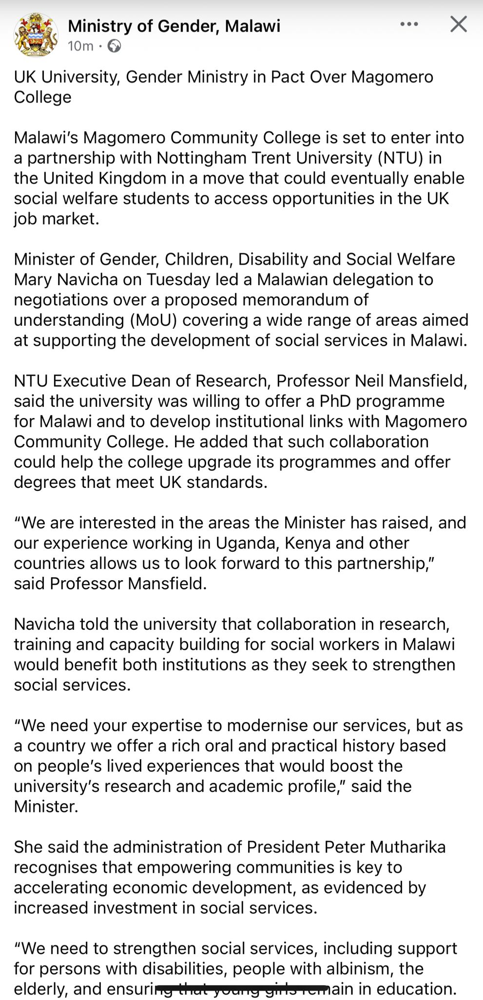 Ministry of Gender, Malawi
10m ·
UK University, Gender Ministry in Pact Over Magomero
College
Malawi’s Magomero Community College is set to enter into
a partnership with Nottingham Trent University (NTU) in
the United Kingdom in a move that could eventually enable
social welfare students to access opportunities in the UK
job market.
Minister of Gender, Children, Disability and Social Welfare
Mary Navicha on Tuesday led a Malawian delegation to
negotiations over a proposed memorandum of
understanding (MoU) covering a wide range of areas aimed
at supporting the development of social services in Malawi.
NTU Executive Dean of Research, Professor Neil Mansfield,
said the university was willing to offer a PhD programme
for Malawi and to develop institutional links with Magomero
Community College. He added that such collaboration
could help the college upgrade its programmes and offer
degrees that meet UK standards.
“We are interested in the areas the Minister has raised, and
our experience working in Uganda, Kenya and other
countries allows us to look forward to this partnership,”
said Professor Mansfield.
Navicha told the university that collaboration in research,
training and capacity building for social workers in Malawi
would benefit both institutions as they seek to strengthen
social services.
“We need your expertise to modernise our services, but as
a country we offer a rich oral and practical history based
on people’s lived experiences that would boost the
university’s research and academic profile,” said the
Minister.
She said the administration of President Peter Mutharika
recognises that empowering communities is key to
accelerating economic development, as evidenced by
increased investment in social services.
“We need to strengthen social services, including support
for persons with disabilities, people with albinism, the
elderly, and ensuring that young girls remain in education.